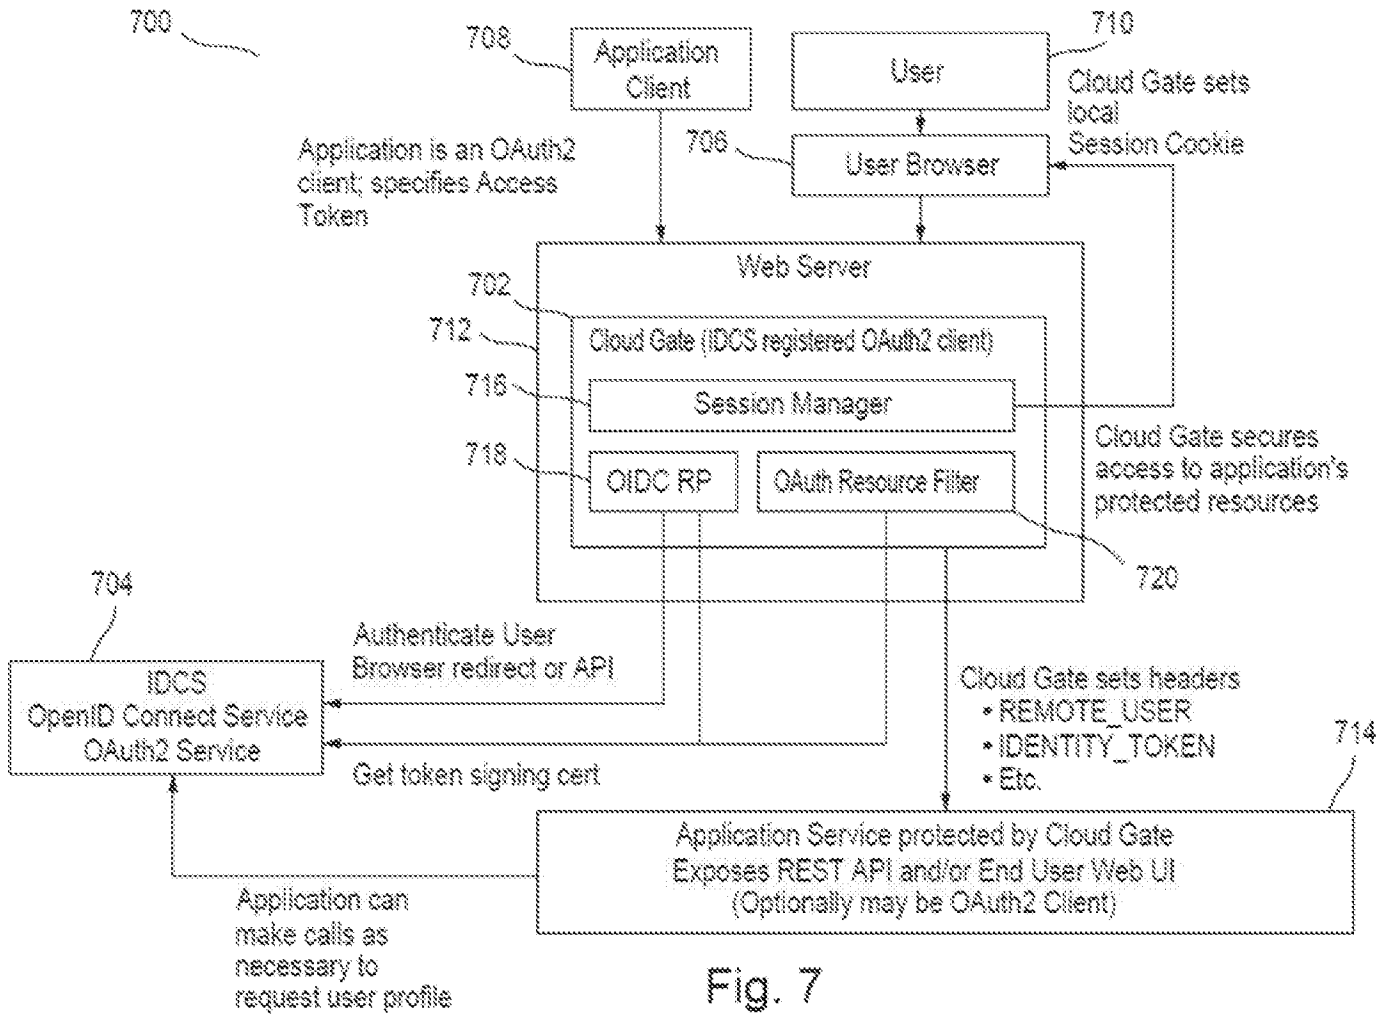 700
708
Application
Client
710
User
Cloud Gate sets
local
Session Cookie
706
User Browser
Application is an OAuth2
client; specifies Access
Token
Web Server
702
712
Cloud Gate (IDCS registered OAuth2 client)
716
Session Manager
718
OIDC RP
OAuth Resource Filter
Cloud Gate secures
access to application's
protected resources
720
704
Authenticate User
Browser redirect or API
IDCS
OpenID Connect Service
OAuth2 Service
Get token signing cert
Cloud Gate sets headers
• REMOTE_USER
• IDENTITY_TOKEN
• Etc.
714
Application Service protected by Cloud Gate
Exposes REST API and/or End User Web UI
(Optionally may be OAuth2 Client)
Application can
make calls as
necessary to
request user profile
Fig. 7